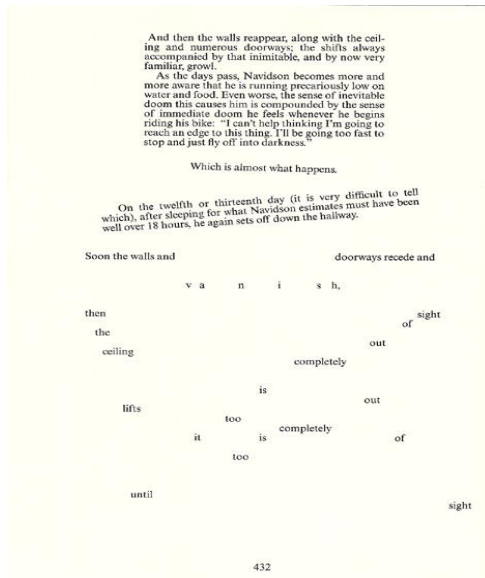 And then the walls reappear, along with the ceil-
ing and numerous doorways; the shifts always
accompanied by that inimitable, and by now very
familiar, growl.
As the days pass, Navidson becomes more and
more aware that he is running precariously low on
water and food. Even worse, the sense of inevitable
doom this causes him is compounded by the sense
of immediate doom he feels whenever he begins
riding his bike: "I can't help thinking I'm going to
reach an edge to this thing. I'll be going too fast to
stop and just fly off into darkness."
Which is almost what happens.
On the twelfth or thirteenth day (it is very difficult to tell
which), after sleeping for what Navidson estimates must have been
well over 18 hours, he again sets off down the hallway.
Soon the walls and doorways recede and
v a n i s h,
then sight
of
the
out
ceiling
completely
is
out
lifts
too
completely
it is of
too
until
sight
432